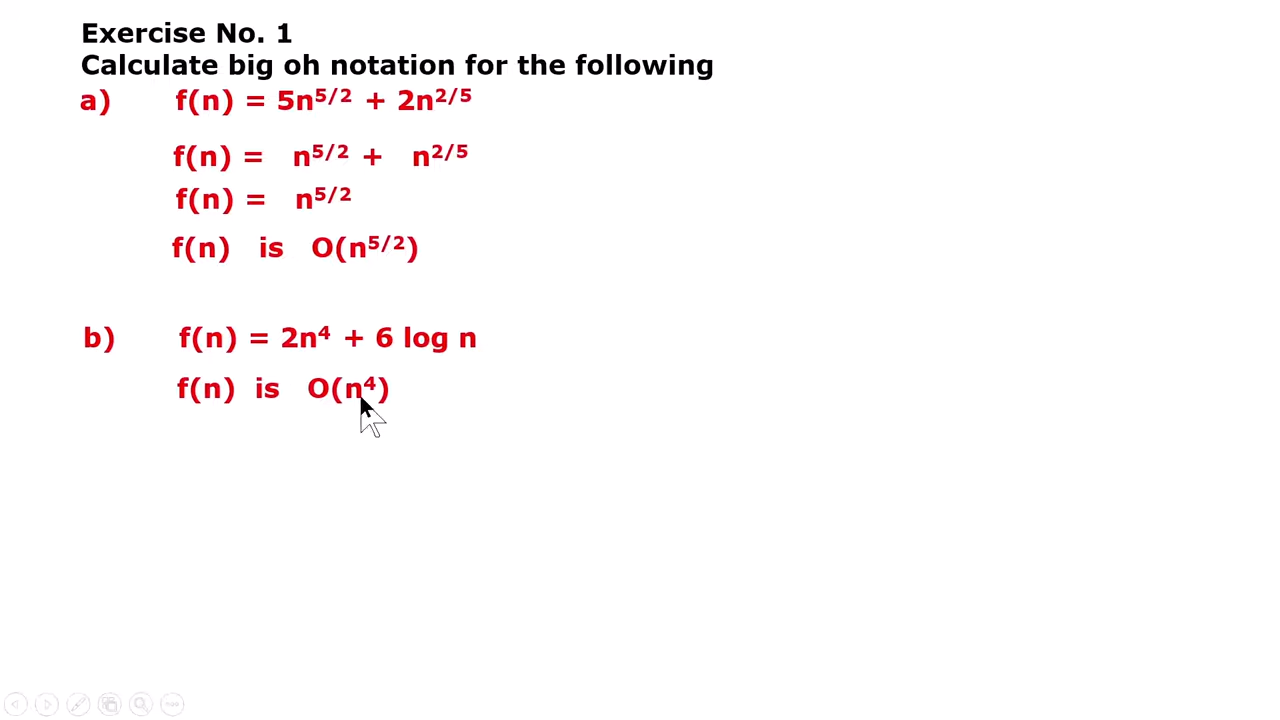 Exercise No. 1
Calculate big oh notation for the following
a) f(n) = 5n^5/2 + 2n^2/5
f(n) = n^5/2 + n^2/5
f(n) = n^5/2
f(n) is O(n^5/2)
b) f(n) = 2n^4 + 6 log n
f(n) is O(n^4)